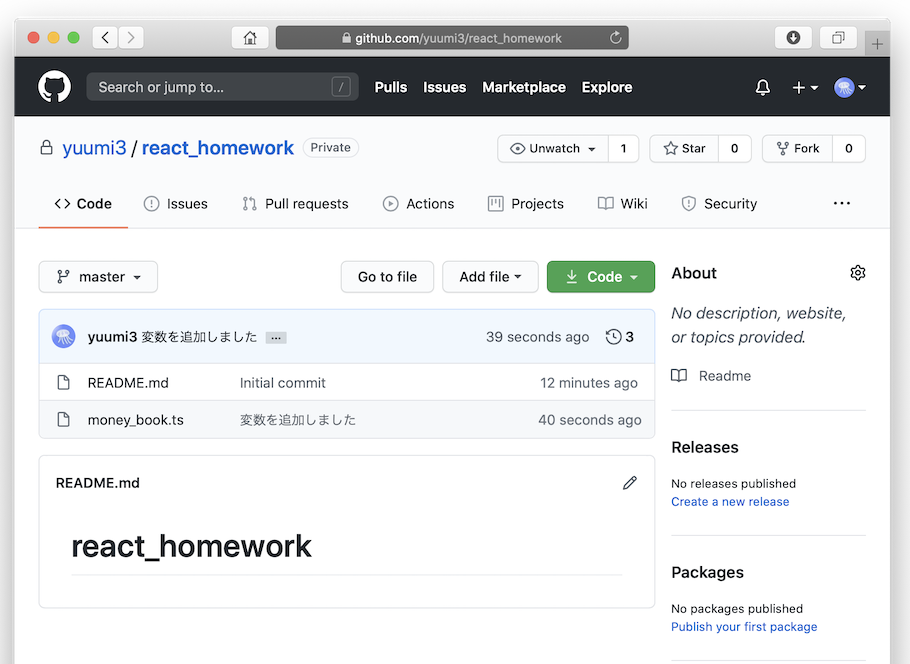 github.com/yuumi3/react_homework
Search or jump to... /
Pulls Issues Marketplace Explore
yuumi3 / react_homework Private
Unwatch 1 Star 0 Fork 0
Code Issues Pull requests Actions Projects Wiki Security ...
master Go to file Add file Code
yuumi3 変数を追加しました ... 39 seconds ago 3
README.md Initial commit 12 minutes ago
money_book.ts 変数を追加しました 40 seconds ago
README.md
react_homework
About
No description, website,
or topics provided.
Readme
Releases
No releases published
Create a new release
Packages
No packages published
Publish your first package